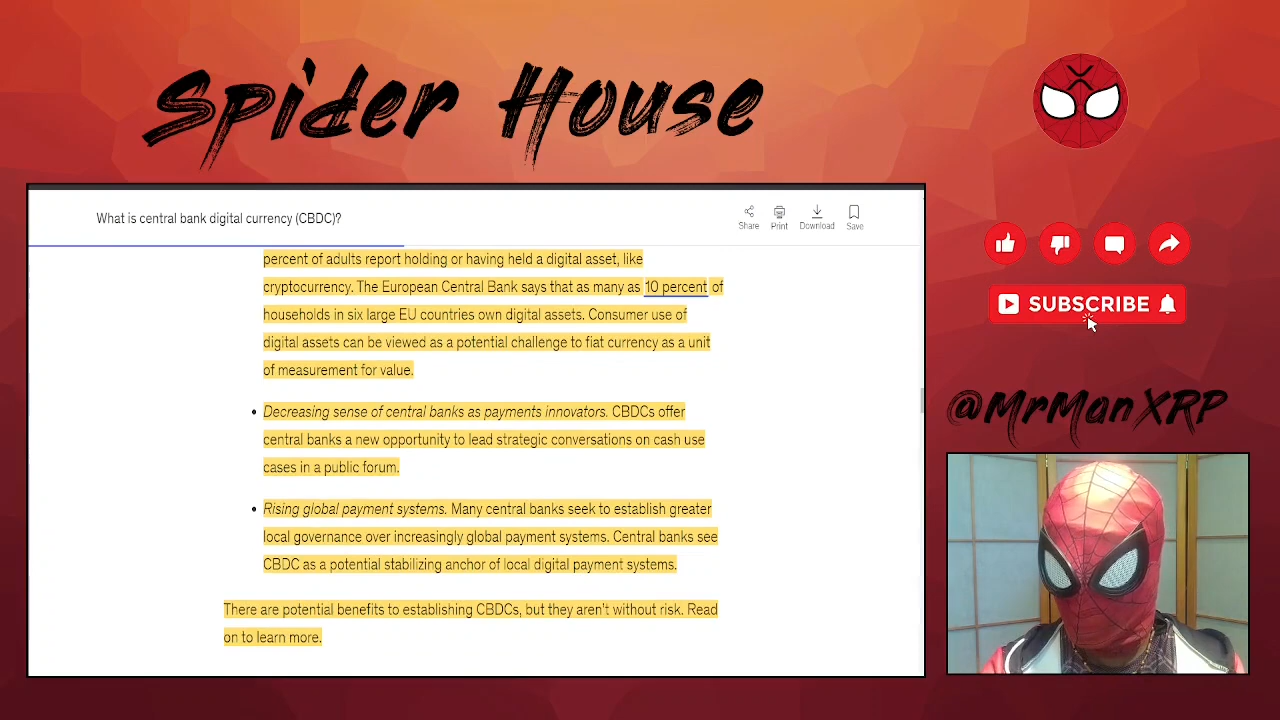 Spider House
What is central bank digital currency (CBDC)?
Share Print Download Save
percent of adults report holding or having held a digital asset, like
cryptocurrency. The European Central Bank says that as many as 10 percent of
households in six large EU countries own digital assets. Consumer use of
digital assets can be viewed as a potential challenge to fiat currency as a unit
of measurement for value.
• Decreasing sense of central banks as payments innovators. CBDCs offer
central banks a new opportunity to lead strategic conversations on cash use
cases in a public forum.
• Rising global payment systems. Many central banks seek to establish greater
local governance over increasingly global payment systems. Central banks see
CBDC as a potential stabilizing anchor of local digital payment systems.
There are potential benefits to establishing CBDCs, but they aren't without risk. Read
on to learn more.
SUBSCRIBE
@MrManXRP